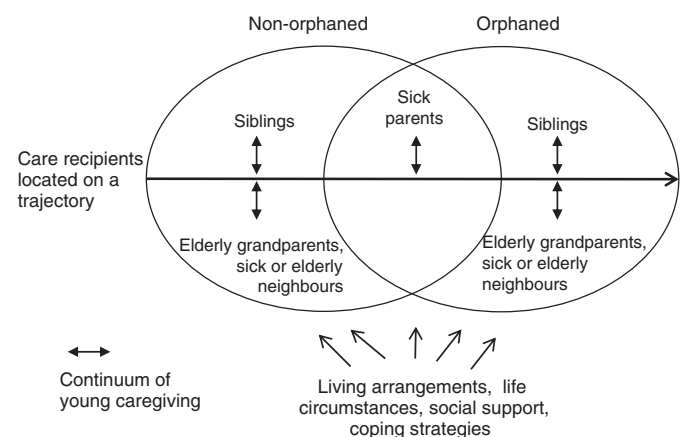 Non-orphaned
Orphaned
Siblings
Sick
parents
Siblings
Care recipients
located on a
trajectory
Elderly grandparents,
sick or elderly
neighbours
Elderly grandparents,
sick or elderly
neighbours
Continuum of
young caregiving
Living arrangements, life
circumstances, social support,
coping strategies